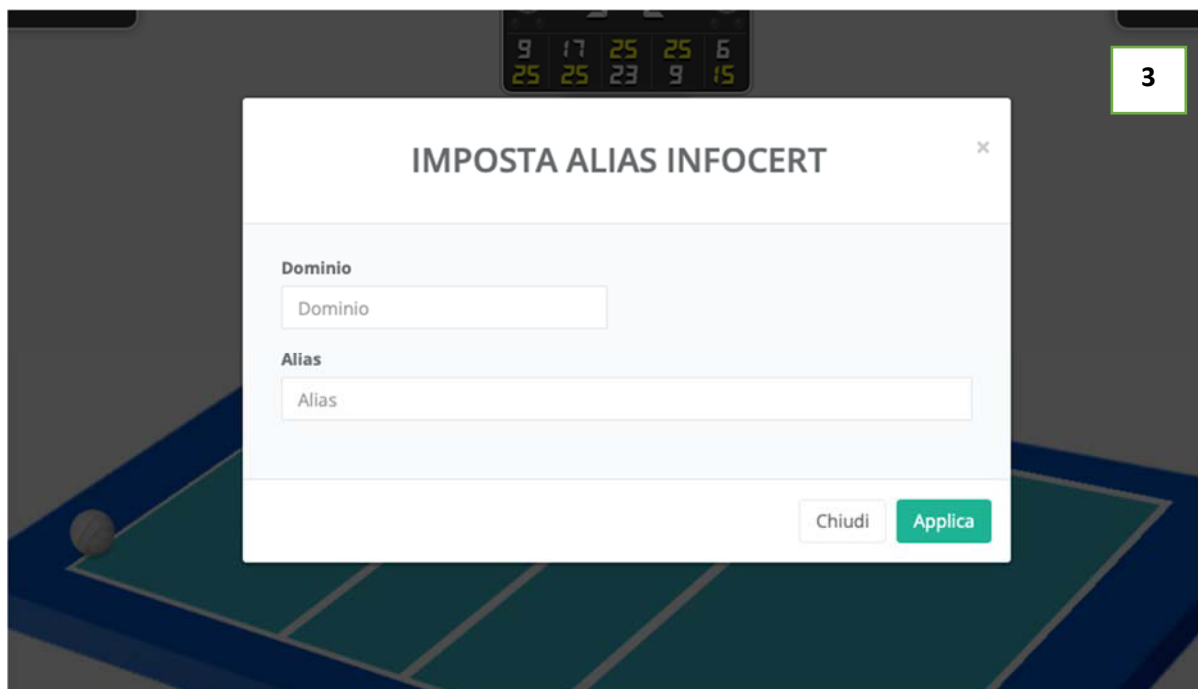 9 17 25 25 6
25 25 23 9 15
3
IMPOSTA ALIAS INFOCERT
×
Dominio
Dominio
Alias
Alias
Chiudi
Applica